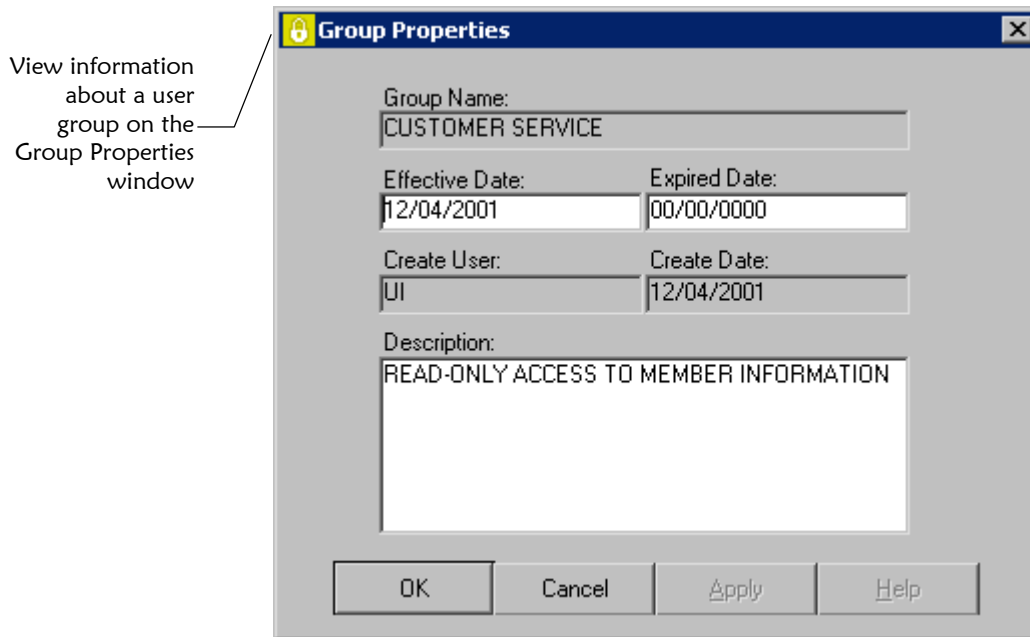 Group Properties
View information
about a user
group on the
Group Properties
window
Group Name:
CUSTOMER SERVICE
Effective Date: Expired Date:
12/04/2001 00/00/0000
Create User: Create Date:
UI 12/04/2001
Description:
READ-ONLY ACCESS TO MEMBER INFORMATION
OK Cancel Apply Help